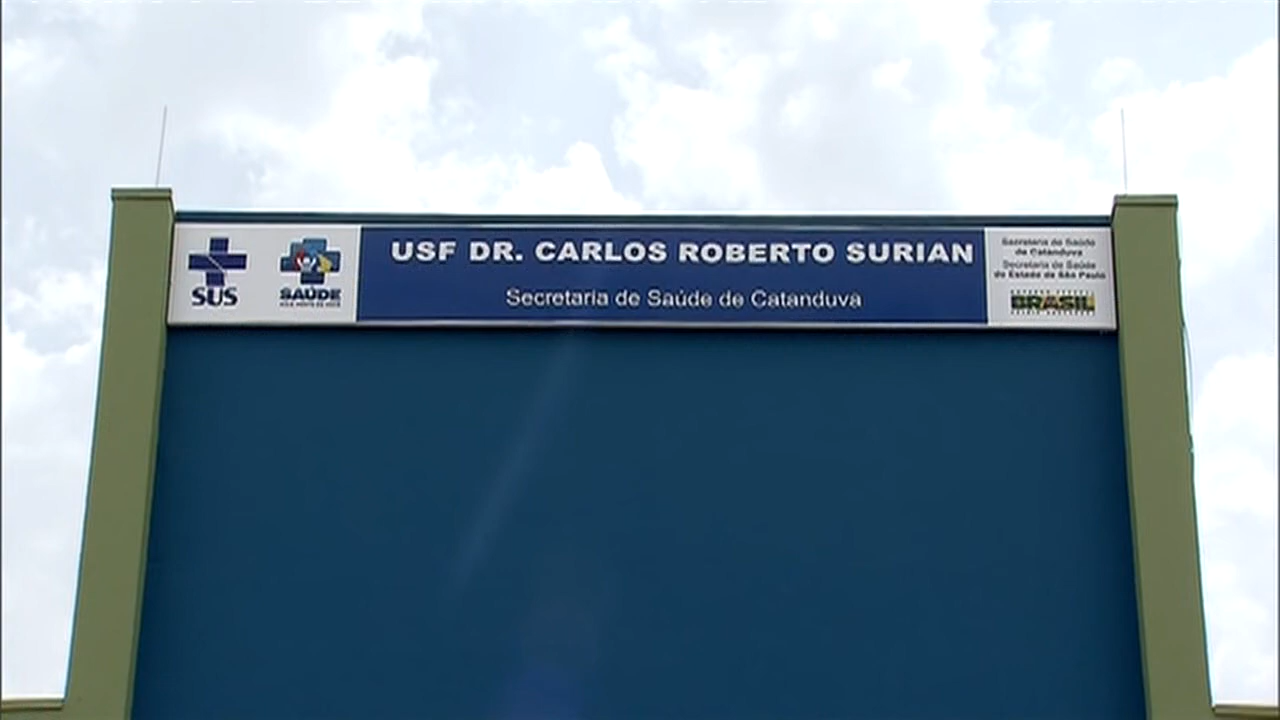 SUS
SAÚDE
USF DR. CARLOS ROBERTO SURIAN
Secretaria de Saúde de Catanduva
Secretaria de Saúde
de Catanduva
Secretaria de Saúde
do Estado de São Paulo
BRASIL